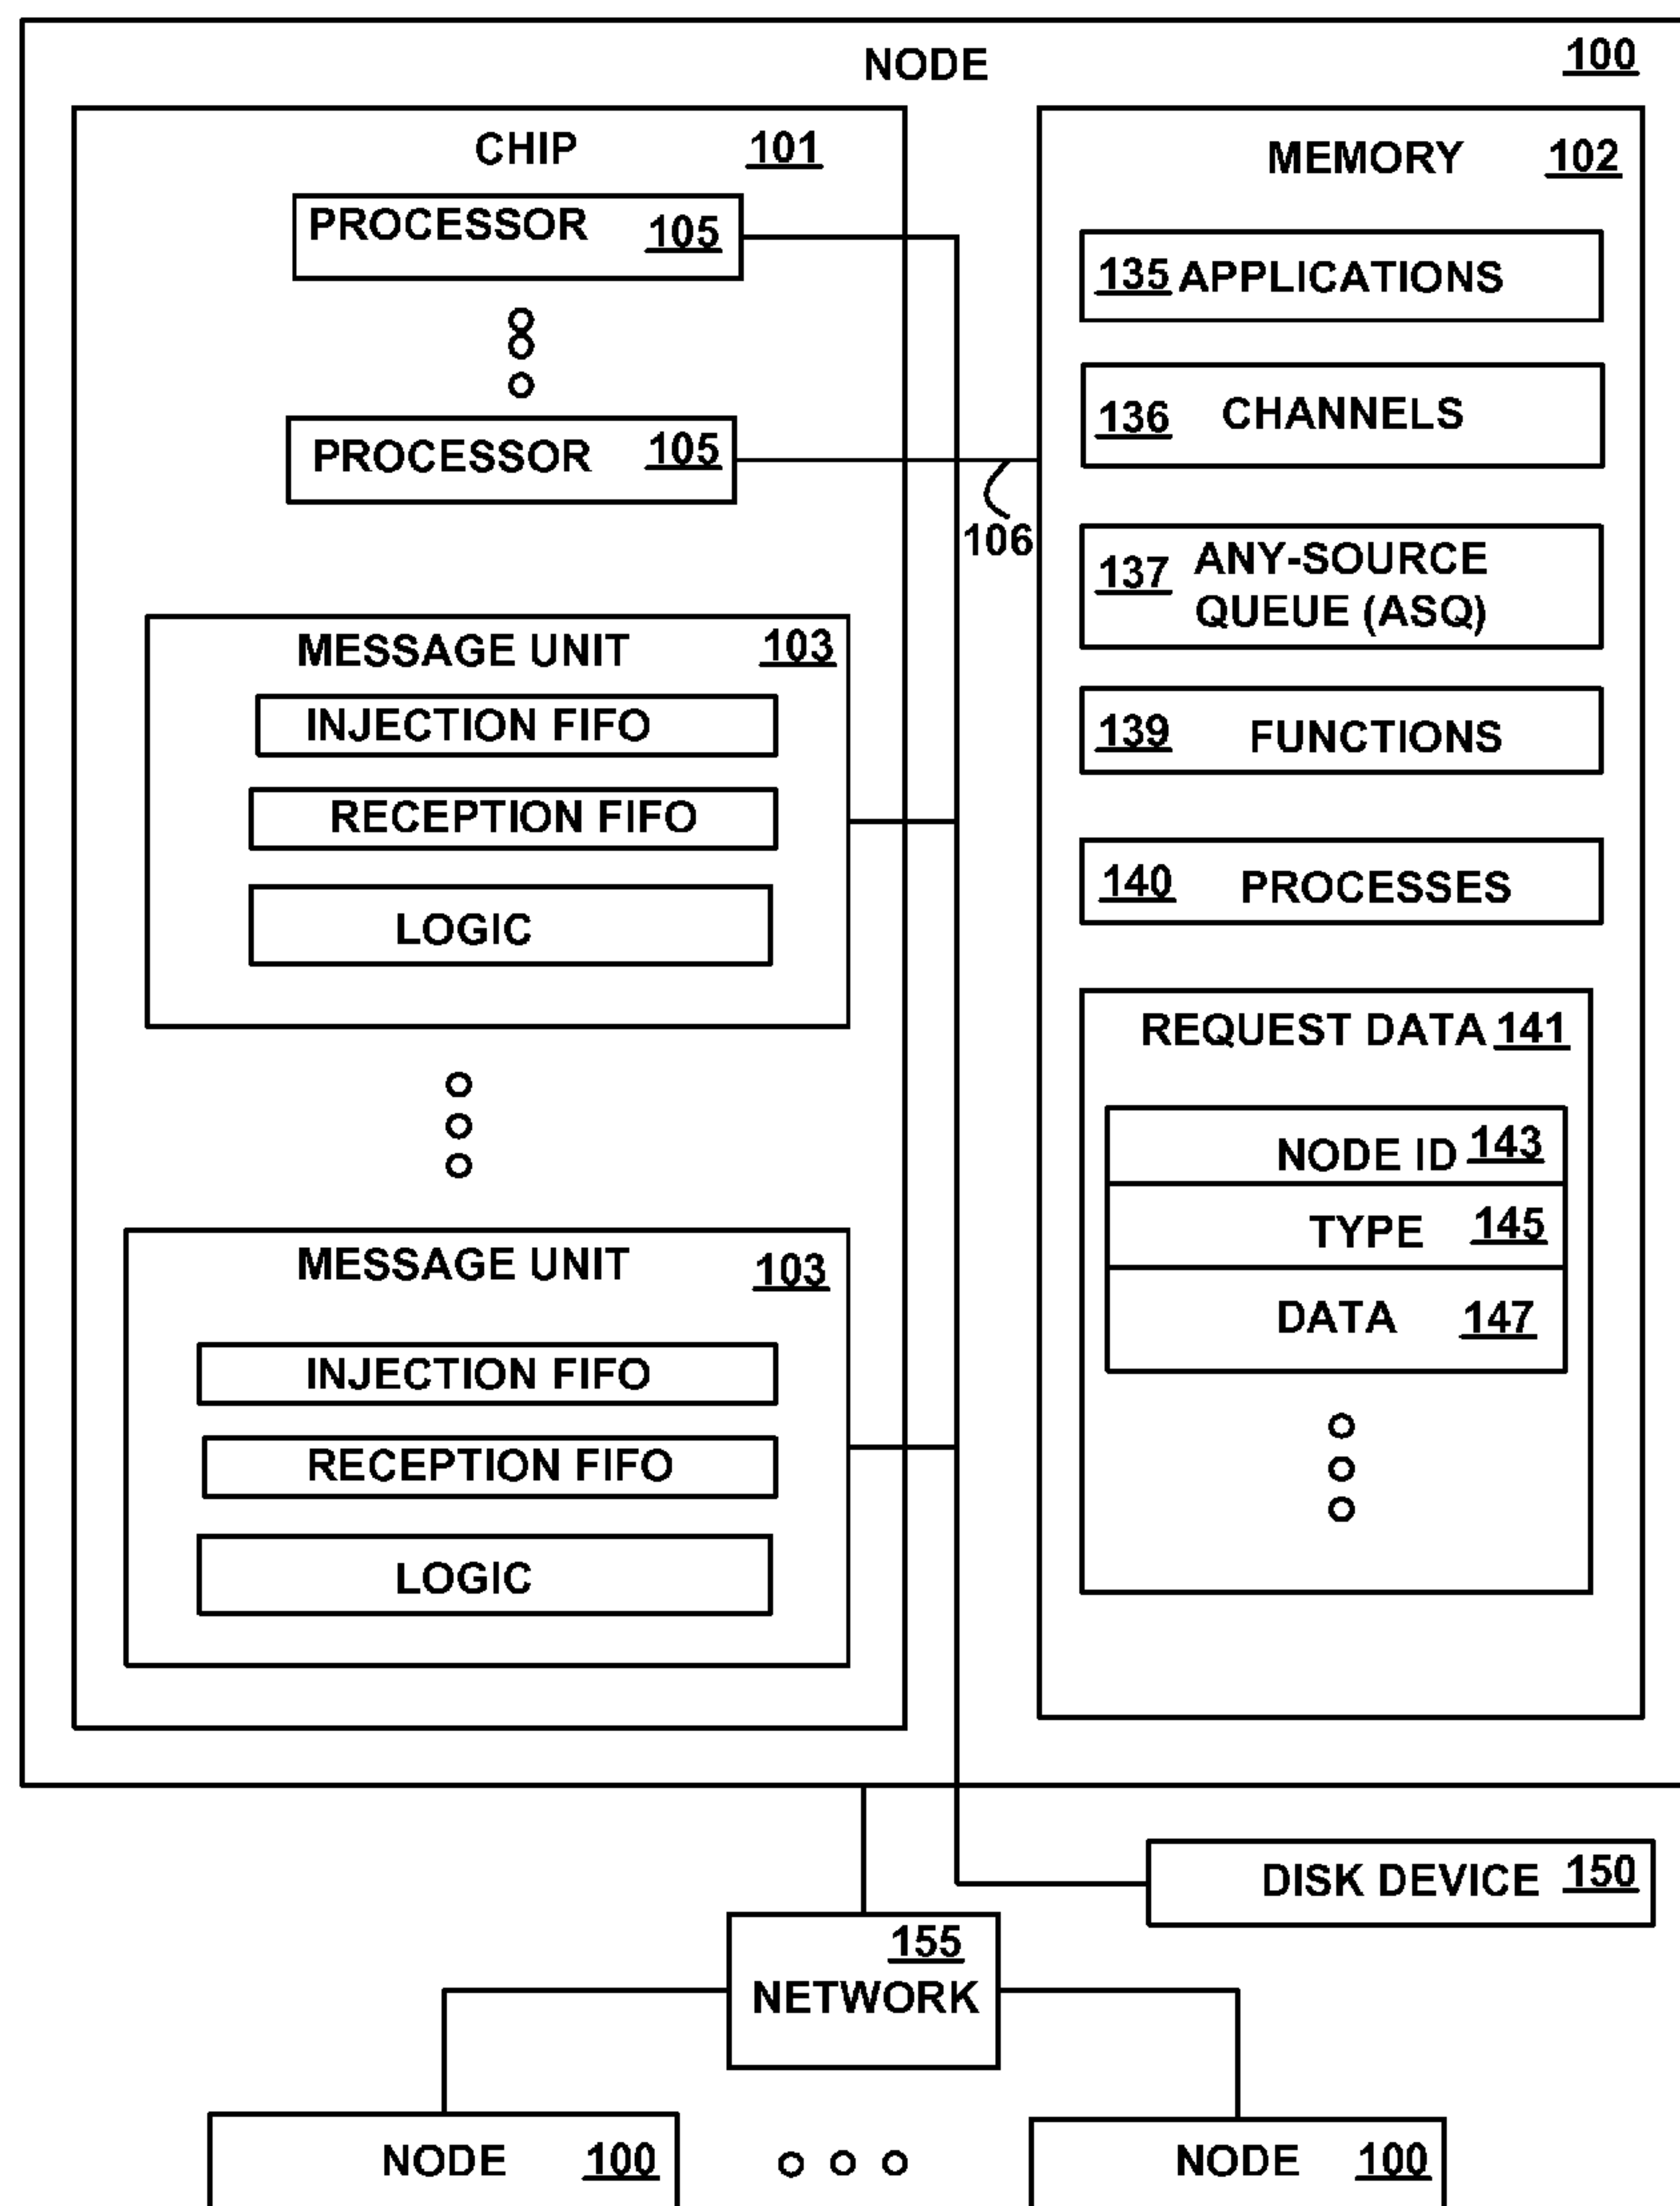 NODE 100
CHIP 101
PROCESSOR 105
PROCESSOR 105
106
MESSAGE UNIT 103
INJECTION FIFO
RECEPTION FIFO
LOGIC
MESSAGE UNIT 103
INJECTION FIFO
RECEPTION FIFO
LOGIC
MEMORY 102
135 APPLICATIONS
136 CHANNELS
137 ANY-SOURCE
QUEUE (ASQ)
139 FUNCTIONS
140 PROCESSES
REQUEST DATA 141
NODE ID 143
TYPE 145
DATA 147
DISK DEVICE 150
155
NETWORK
NODE 100
NODE 100